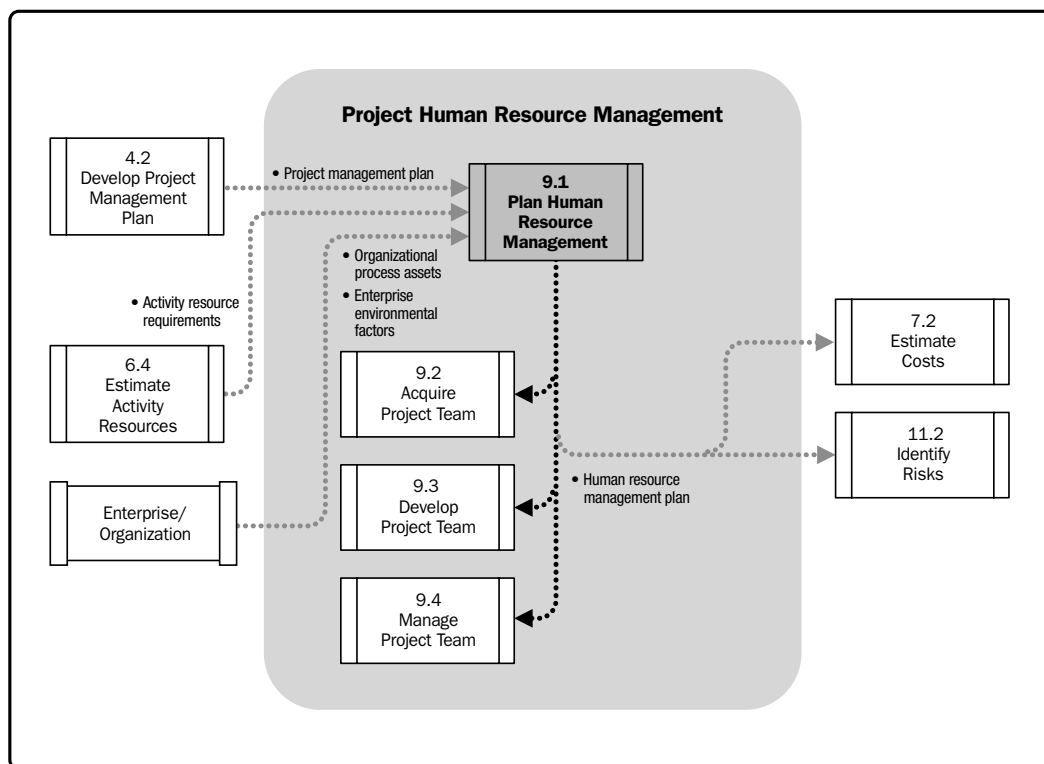 Project Human Resource Management
4.2
Develop Project
Management
Plan
• Project management plan
9.1
Plan Human
Resource
Management
• Organizational
process assets
• Enterprise
environmental
factors
• Activity resource
requirements
6.4
Estimate
Activity
Resources
9.2
Acquire
Project Team
7.2
Estimate
Costs
11.2
Identify
Risks
Enterprise/
Organization
9.3
Develop
Project Team
• Human resource
management plan
9.4
Manage
Project Team